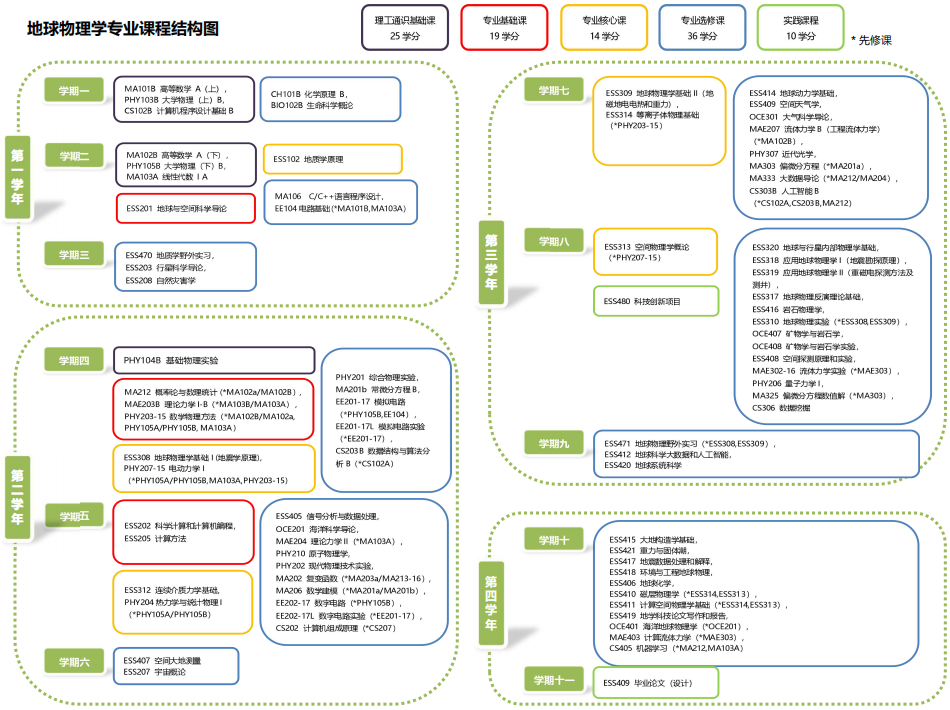 地球物理学专业课程结构图
理工通识基础课
25 学分
专业基础课
19 学分
专业核心课
14 学分
专业选修课
36 学分
实践课程
10 学分
* 先修课
第一学年
学期一
MA101B 高等数学 A（上），
PHY103B 大学物理（上）B，
CS102B 计算机程序设计基础 B
CH101B 化学原理 B，
BIO102B 生命科学概论
学期二
MA102B 高等数学 A（下），
PHY105B 大学物理（下）B，
MA103A 线性代数 I A
ESS102 地质学原理
ESS201 地球与空间科学导论
MA106 C/C++语言程序设计，
EE104 电路基础(*MA101B,MA103A)
学期三
ESS470 地质学野外实习，
ESS203 行星科学导论，
ESS208 自然灾害学
第二学年
学期四
PHY104B 基础物理实验
MA212 概率论与数理统计（*MA102a/MA102B），
MAE203B 理论力学 I-B（*MA103B/MA103A），
PHY203-15 数学物理方法（*MA102B/MA102a,
PHY105A/PHY105B, MA103A）
ESS308 地球物理学基础 I (地震学原理)，
PHY207-15 电动力学 I
（*PHY105A/PHY105B,MA103A,PHY203-15）
PHY201 综合物理实验，
MA201b 常微分方程 B，
EE201-17 模拟电路
（*PHY105B,EE104），
EE201-17L 模拟电路实验
（*EE201-17），
CS203B 数据结构与算法分
析 B（*CS102A）
学期五
ESS202 科学计算和计算机编程，
ESS205 计算方法
ESS312 连续介质力学基础，
PHY204 热力学与统计物理 I
（*PHY105A/PHY105B）
ESS405 信号分析与数据处理，
OCE201 海洋科学导论，
MAE204 理论力学 II（*MA103A），
PHY210 原子物理学，
PHY202 现代物理技术实验，
MA202 复变函数（*MA203a/MA213-16），
MA206 数学建模（*MA201a/MA201b），
EE202-17 数字电路（*PHY105B），
EE202-17L 数字电路实验（*EE201-17），
CS202 计算机组成原理（*CS207）
学期六
ESS407 空间大地测量
ESS207 宇宙概论
第三学年
学期七
ESS309 地球物理学基础 II（地
磁地电地热和重力），
ESS314 等离子体物理基础
（*PHY203-15）
ESS414 地球动力学基础，
ESS409 空间天气学，
OCE301 大气科学导论，
MAE207 流体力学 B（工程流体力学）
（*MA102B），
PHY307 近代光学，
MA303 偏微分方程（*MA201a）
MA333 大数据导论（*MA212/MA204），
CS303B 人工智能 B
（*CS102A,CS203B,MA212）
学期八
ESS313 空间物理学概论
（*PHY207-15）
ESS480 科技创新项目
ESS320 地球与行星内部物理学基础，
ESS318 应用地球物理学 I（地震勘探原理），
ESS319 应用地球物理学 II（重磁电探测方法及
测井），
ESS317 地球物理反演理论基础，
ESS416 岩石物理学，
ESS310 地球物理实验（*ESS308,ESS309），
OCE407 矿物学与岩石学，
OCE408 矿物学与岩石学实验，
ESS408 空间探测原理和实验，
MAE302-16 流体力学实验（*MAE303），
PHY206 量子力学 I，
MA325 偏微分方程数值解（*MA303），
CS306 数据挖掘
学期九
ESS471 地球物理野外实习（*ESS308,ESS309），
ESS412 地球科学大数据和人工智能，
ESS420 地球系统科学
第四学年
学期十
ESS415 大地构造学基础，
ESS421 重力与固体潮，
ESS417 地震数据处理和解释，
ESS418 环境与工程地球物理，
ESS406 地球化学，
ESS410 磁层物理学（*ESS314,ESS313），
ESS411 计算空间物理学基础（*ESS314,ESS313），
ESS419 地学科技论文写作和报告，
OCE401 海洋地球物理学（*OCE201），
MAE403 计算流体力学（*MAE303），
CS405 机器学习（*MA212,MA103A）
学期十一
ESS409 毕业论文（设计）